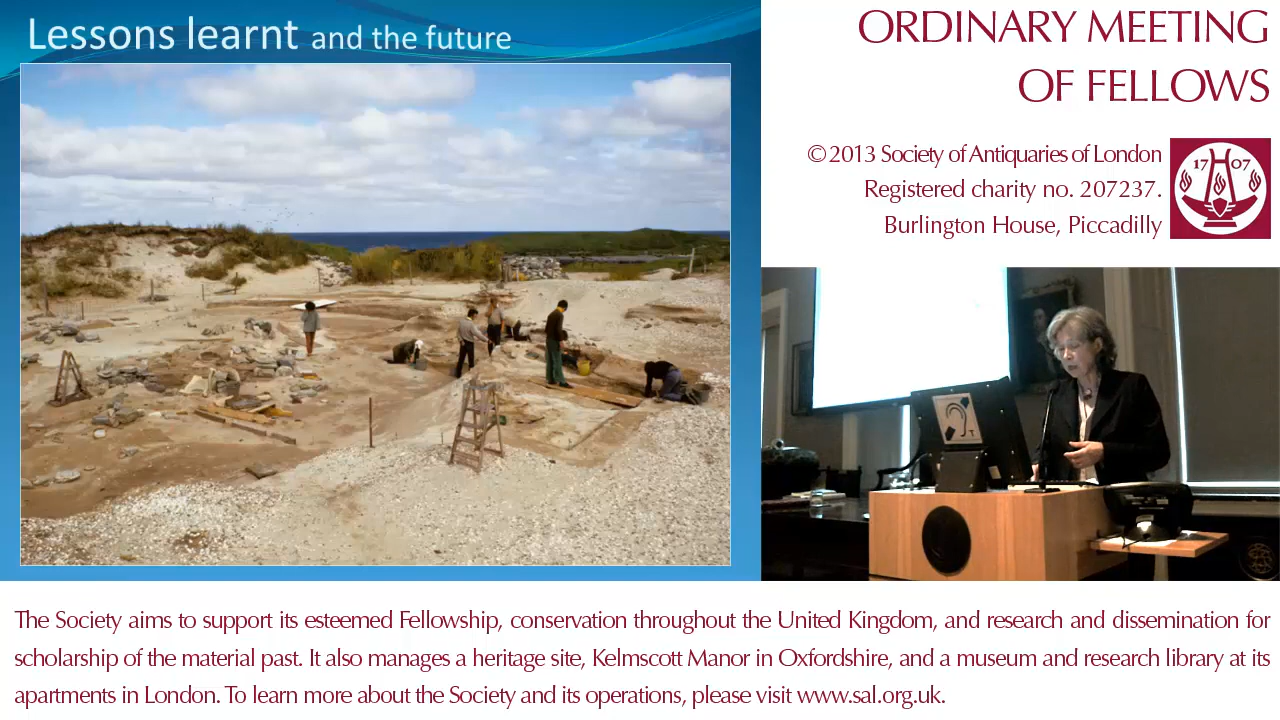 Lessons learnt and the future
ORDINARY MEETING
OF FELLOWS
© 2013 Society of Antiquaries of London
Registered charity no. 207237.
Burlington House, Piccadilly
17 07
T
The Society aims to support its esteemed Fellowship, conservation throughout the United Kingdom, and research and dissemination for
scholarship of the material past. It also manages a heritage site, Kelmscott Manor in Oxfordshire, and a museum and research library at its
apartments in London. To learn more about the Society and its operations, please visit www.sal.org.uk.